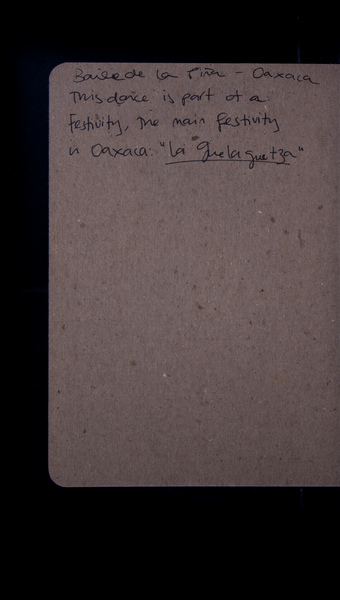 Baile de la Piña - Oaxaca
This dance is part of a
festivity, The main festivity
in Oaxaca: "La Guelaguetza"